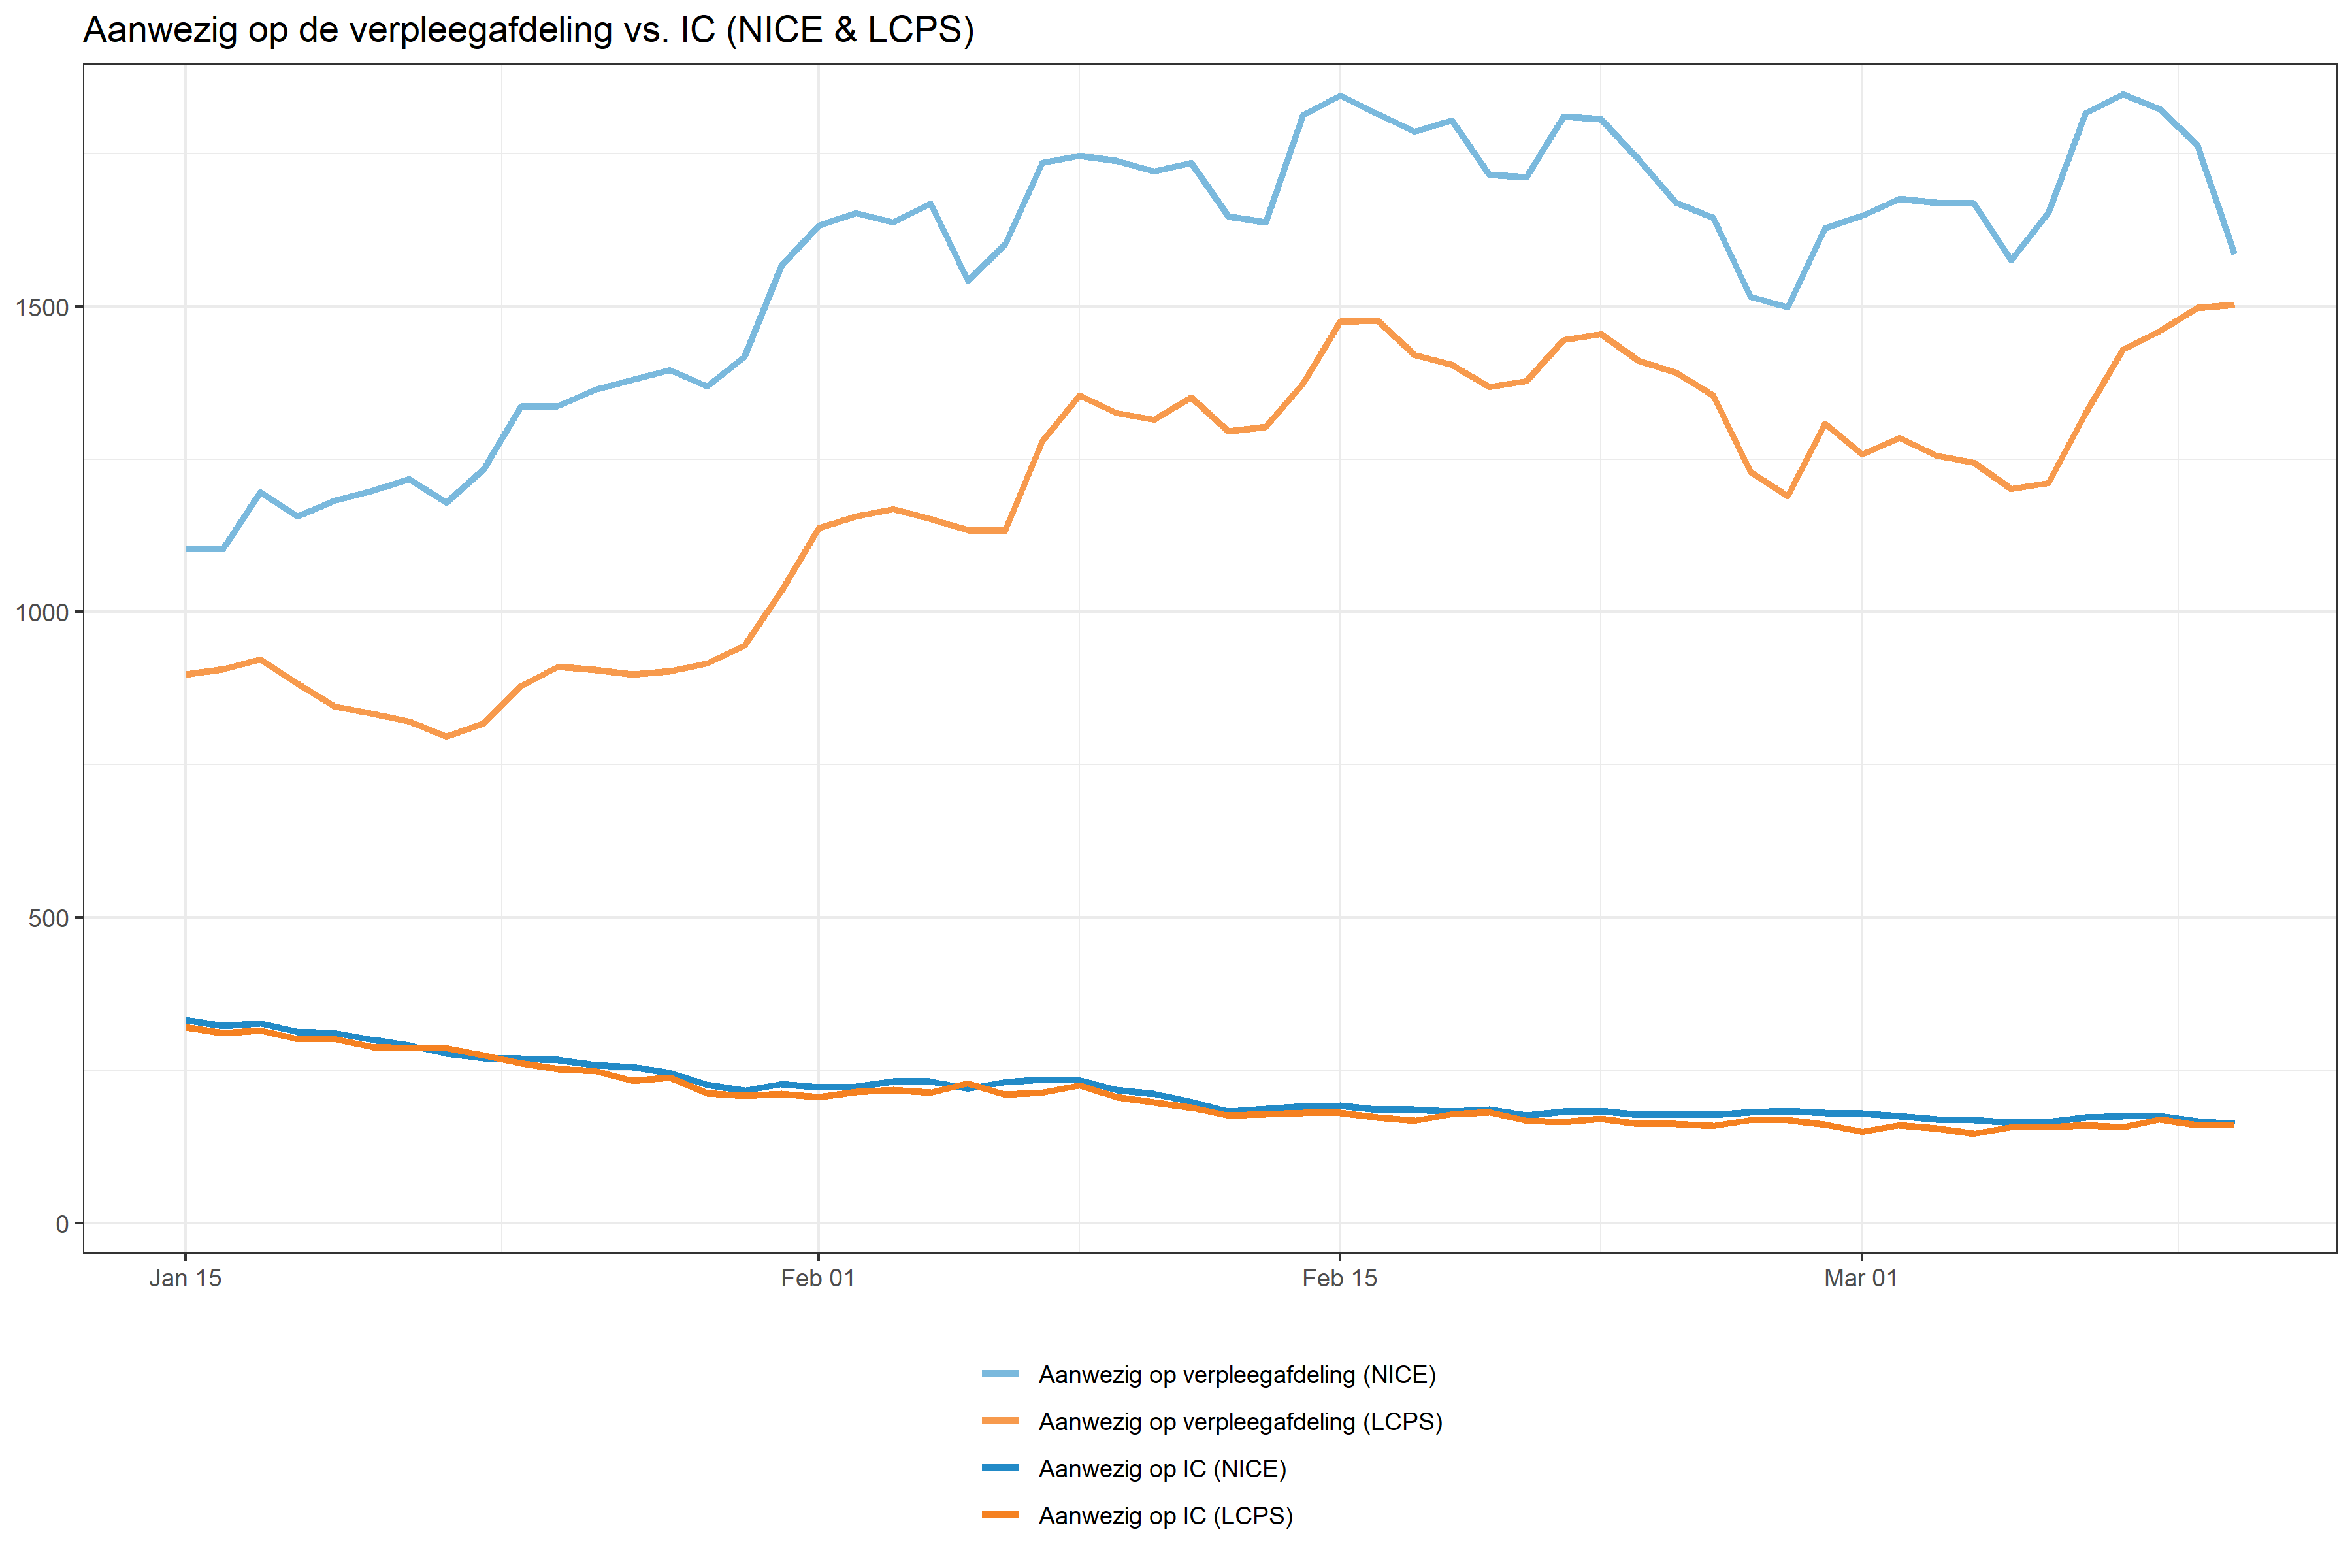 Aanwezig op de verpleegafdeling vs. IC (NICE & LCPS)
1500
1000
500
0
Jan 15
Feb 01
Feb 15
Mar 01
Aanwezig op verpleegafdeling (NICE)
Aanwezig op verpleegafdeling (LCPS)
Aanwezig op IC (NICE)
Aanwezig op IC (LCPS)